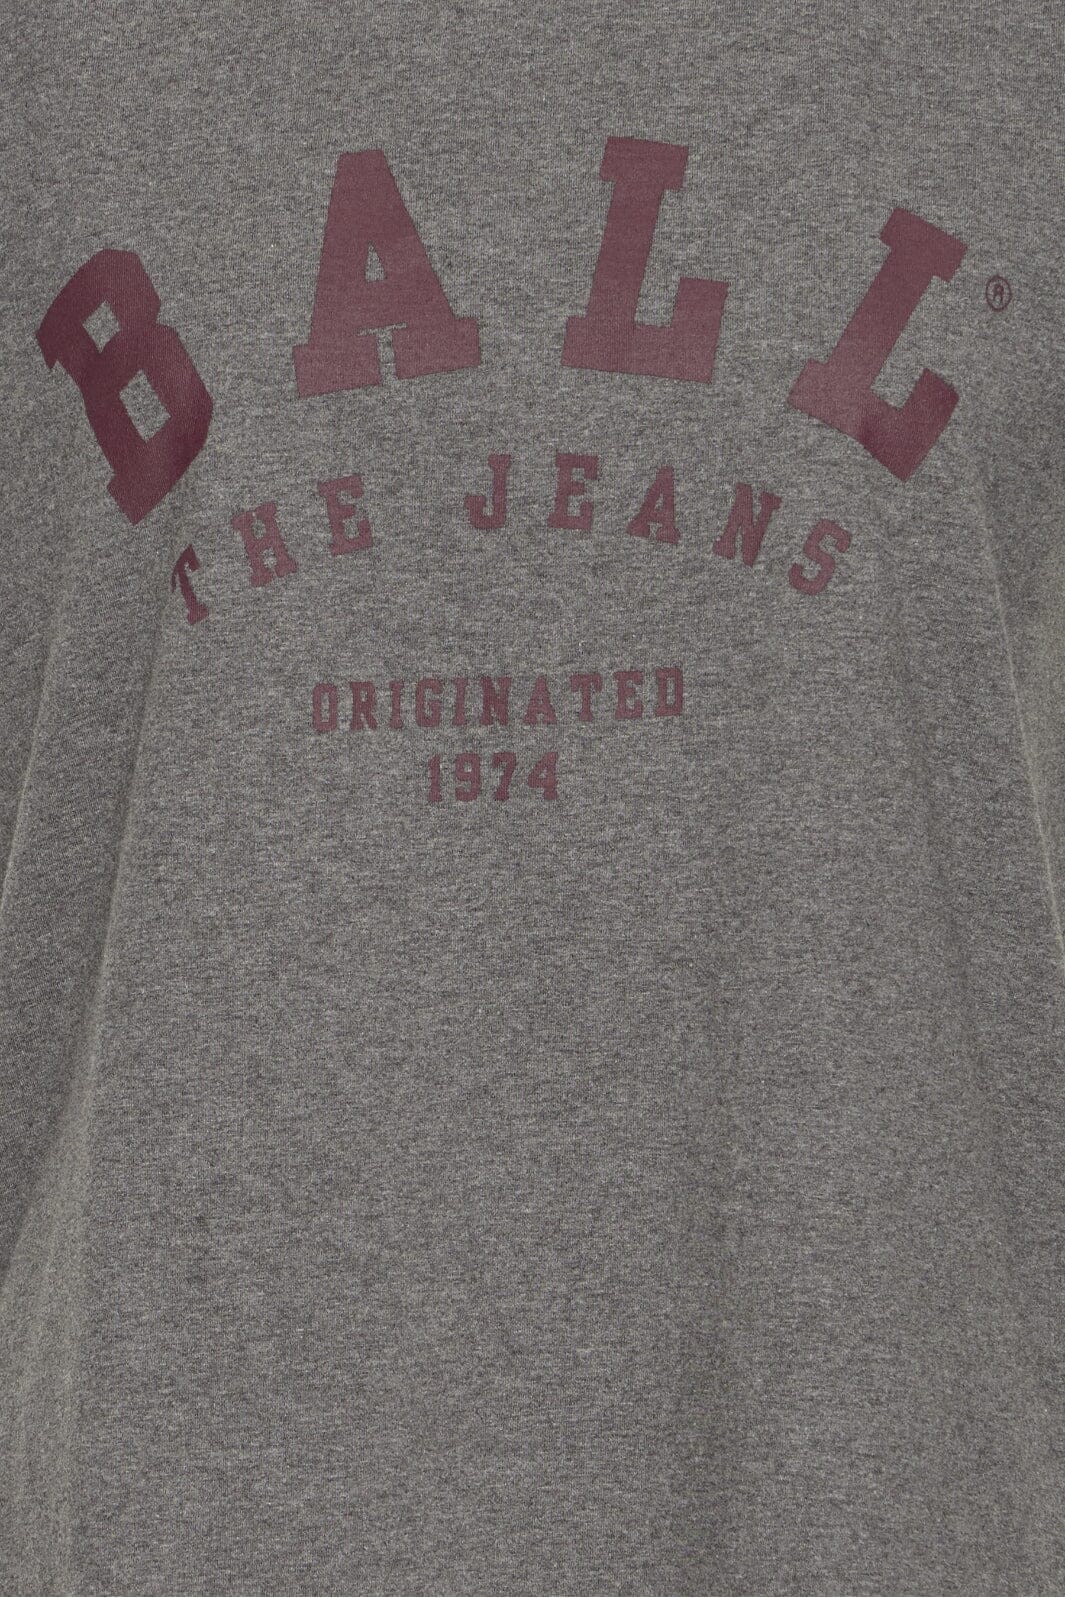 BALL®
THE JEANS
ORIGINATED
1974